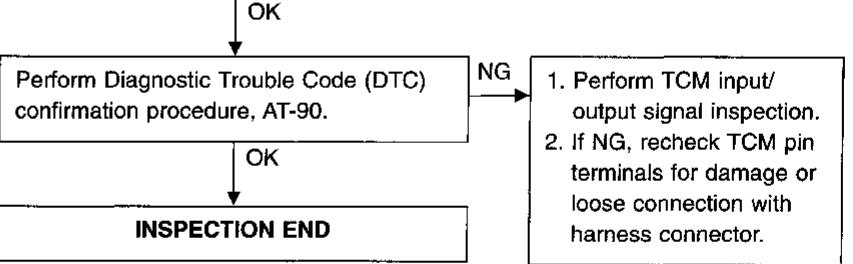 OK
Perform Diagnostic Trouble Code (DTC)
confirmation procedure, AT-90.
NG
1. Perform TCM input/
output signal inspection.
2. If NG, recheck TCM pin
terminals for damage or
loose connection with
harness connector.
OK
INSPECTION END